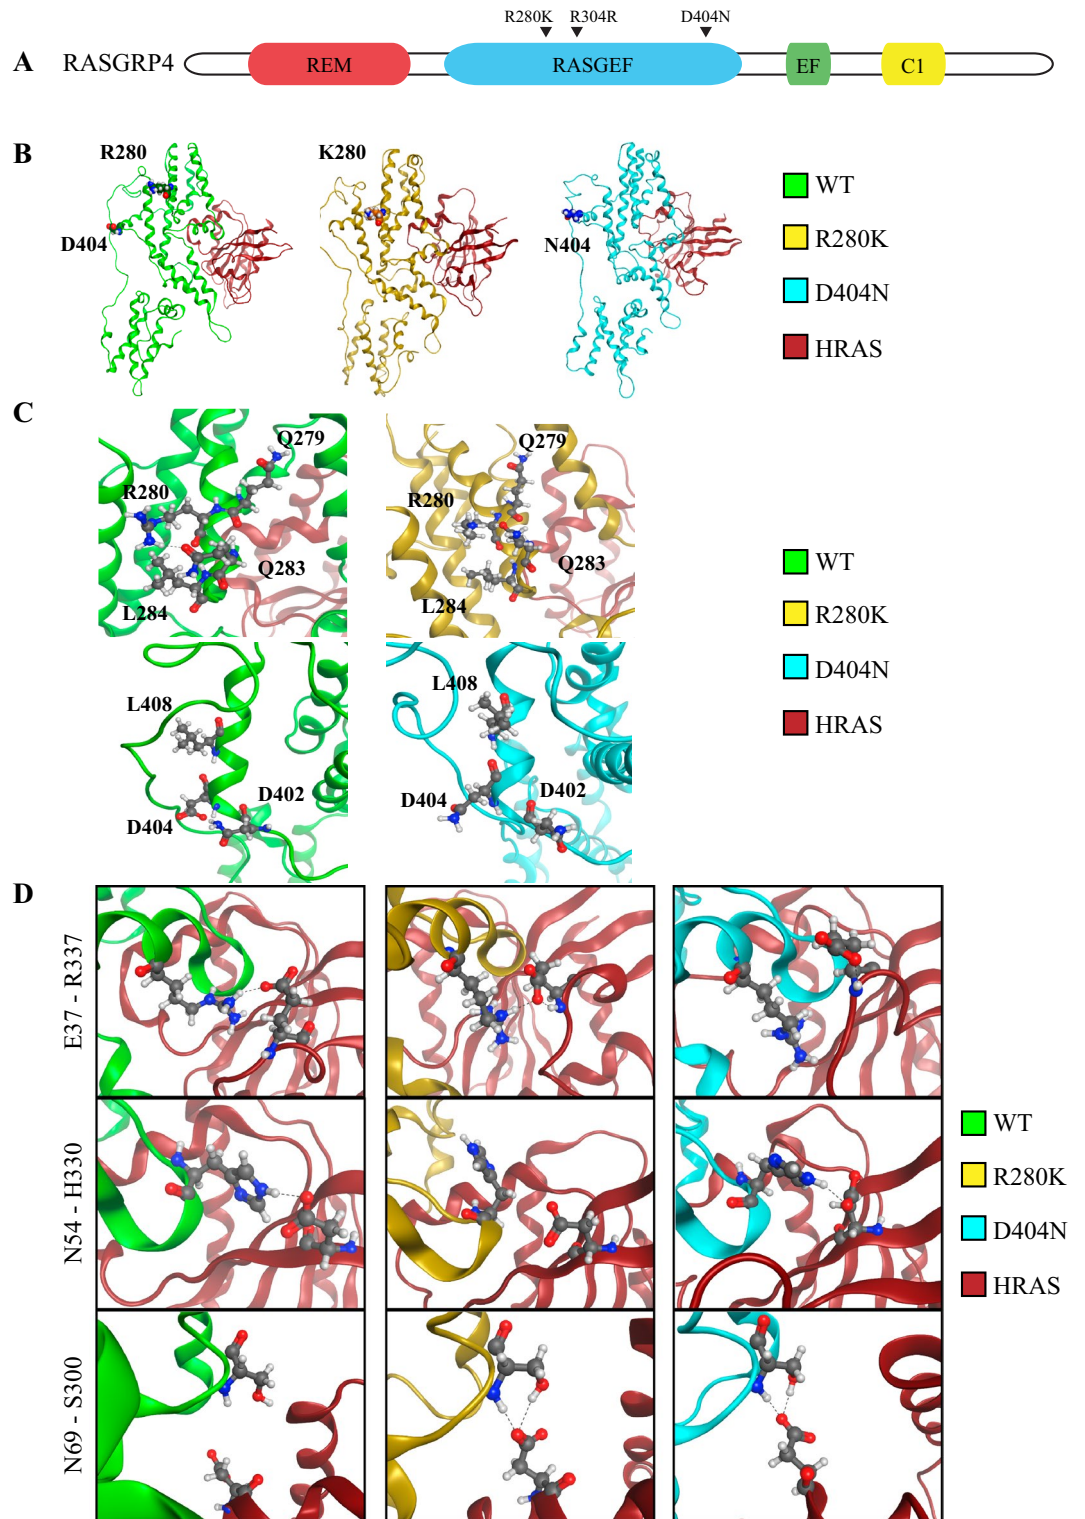 R280K R304R D404N
A RASGRP4 REM RASGEF EF C1
B
R280 K280
D404 N404
WT
R280K
D404N
HRAS
C
Q279 Q279
R280 R280
Q283 Q283
L284 L284
L408 L408
D402 D402
D404 D404
WT
R280K
D404N
HRAS
D
E37 - R337
N54 - H330
N69 - S300
WT
R280K
D404N
HRAS